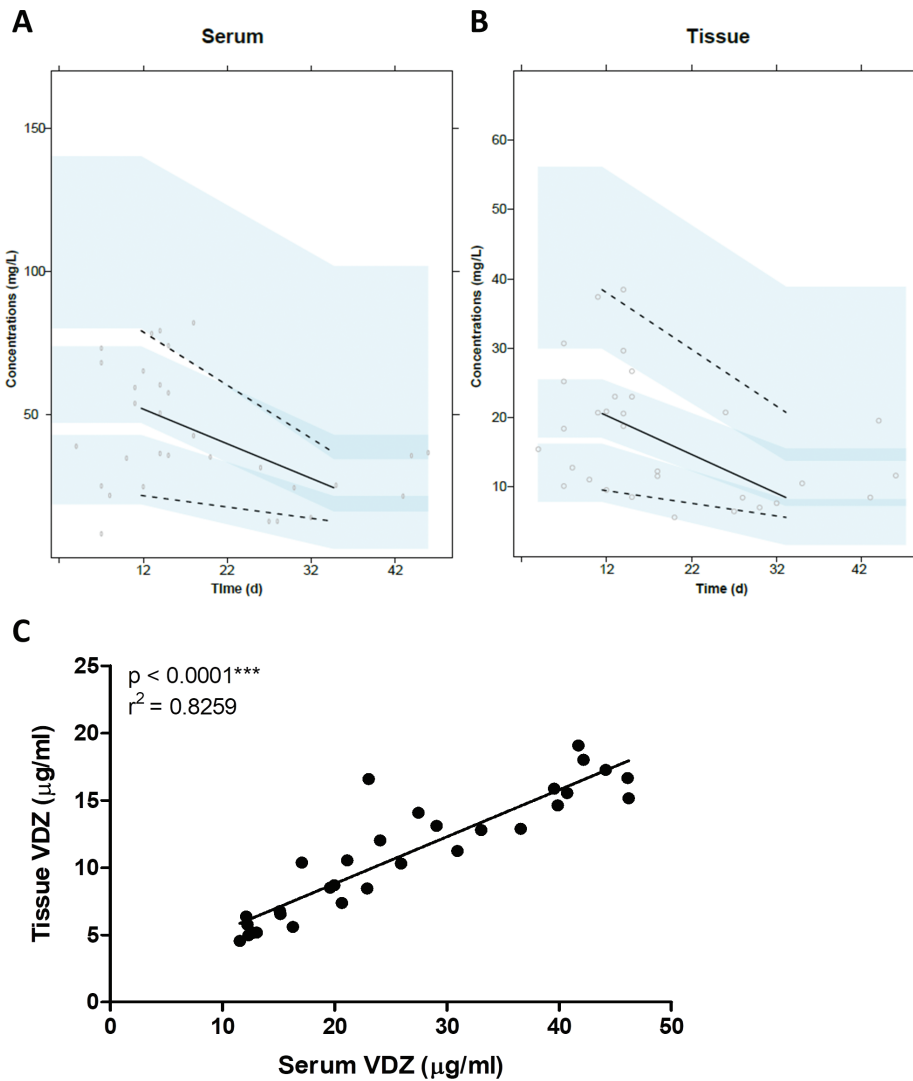 A
Serum
B
Tissue
Concentrations (mg/L)
150
100
50
12 22 32 42
Time (d)
Concentrations (mg/L)
60
50
40
30
20
10
12 22 32 42
Time (d)
C
p < 0.0001***
r² = 0.8259
Tissue VDZ (μg/ml)
25
20
15
10
5
0
0 10 20 30 40 50
Serum VDZ (μg/ml)